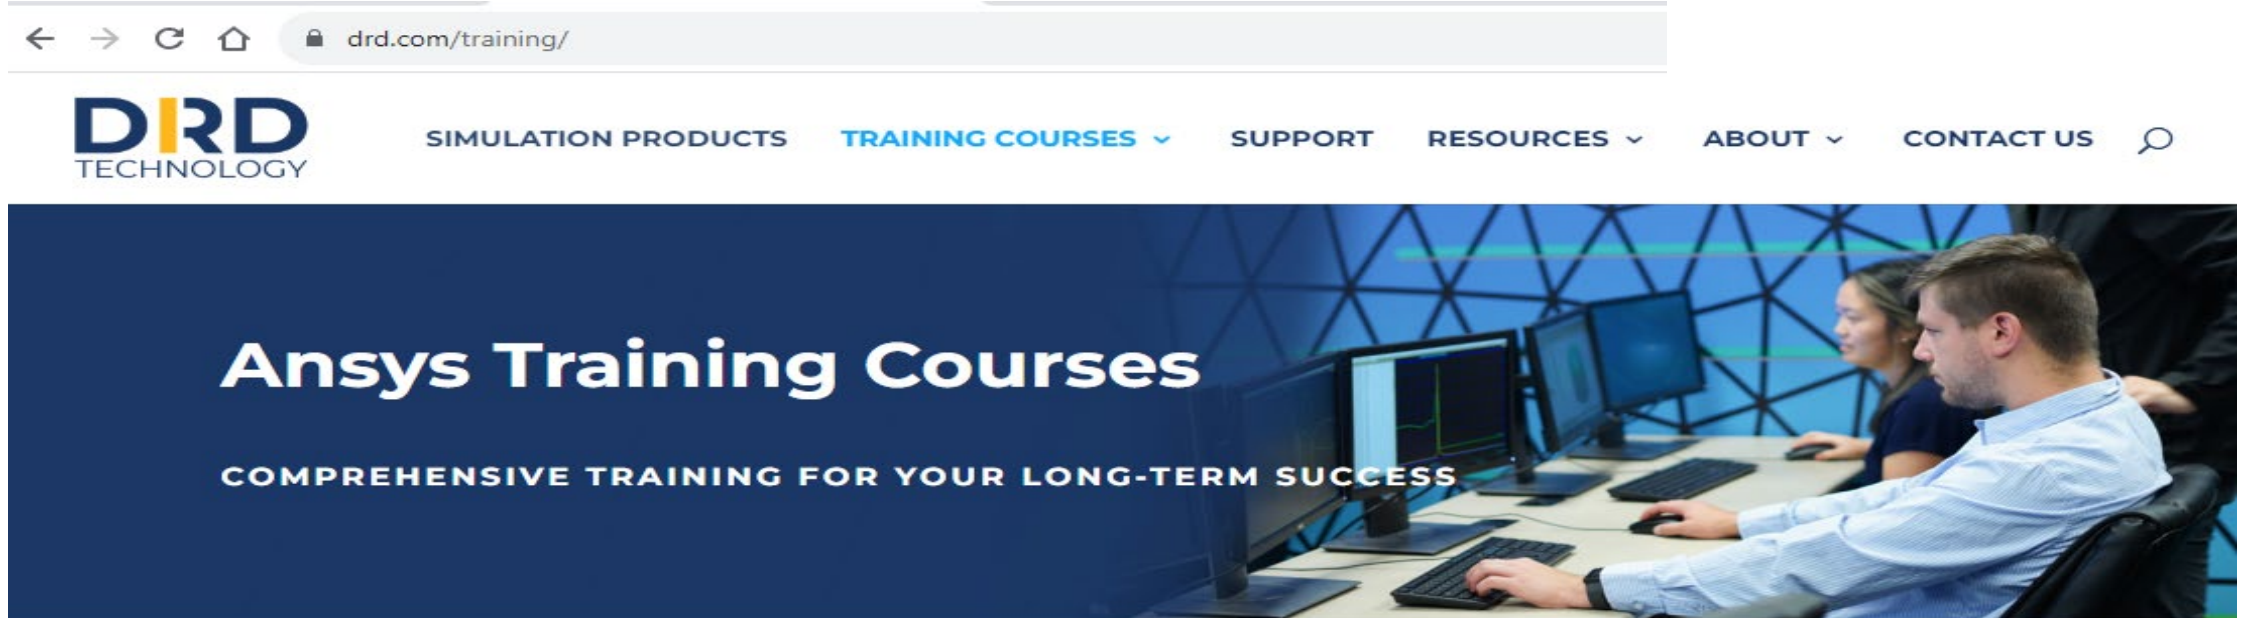 drd.com/training/
DRD
TECHNOLOGY
SIMULATION PRODUCTS TRAINING COURSES SUPPORT RESOURCES ABOUT CONTACT US
Ansys Training Courses
COMPREHENSIVE TRAINING FOR YOUR LONG-TERM SUCCESS